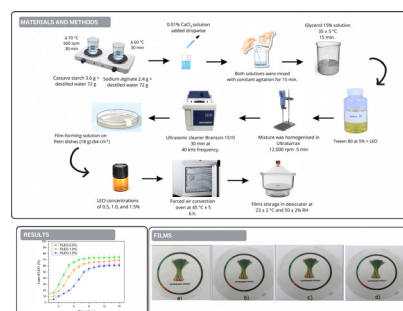 MATERIALS AND METHODS
Δ 70 °C
600 rpm
30 min
Δ 60 °C
30 min
Cassava starch 3.6 g +
destilled water 72 g
Sodium alginate 2.4 g +
destilled water 72 g
0.01% CaCl₂ solution
added dropwise
Both solutions were mixed
with constant agitation for 15 min.
Glycerol 15% solution
35 ± 5 °C
15 min.
Film-forming solution on
Petri dishes (18 g) (64 cm²)
Ultrasonic cleaner Branson-1510
30 min at
40 kHz frequency.
Mixture was homogenised in
Ultraturrax
12.000 rpm- 5 min
Tween 80 at 5% + LEO
LEO concentrations
of 0.5, 1.0, and 1.5%
Forced air convection
oven at 45 °C ± 5
6 h.
Films storage in desiccator at
23 ± 2 °C and 50 ± 2% RH
RESULTS
FILMS
a)
b)
c)
d)